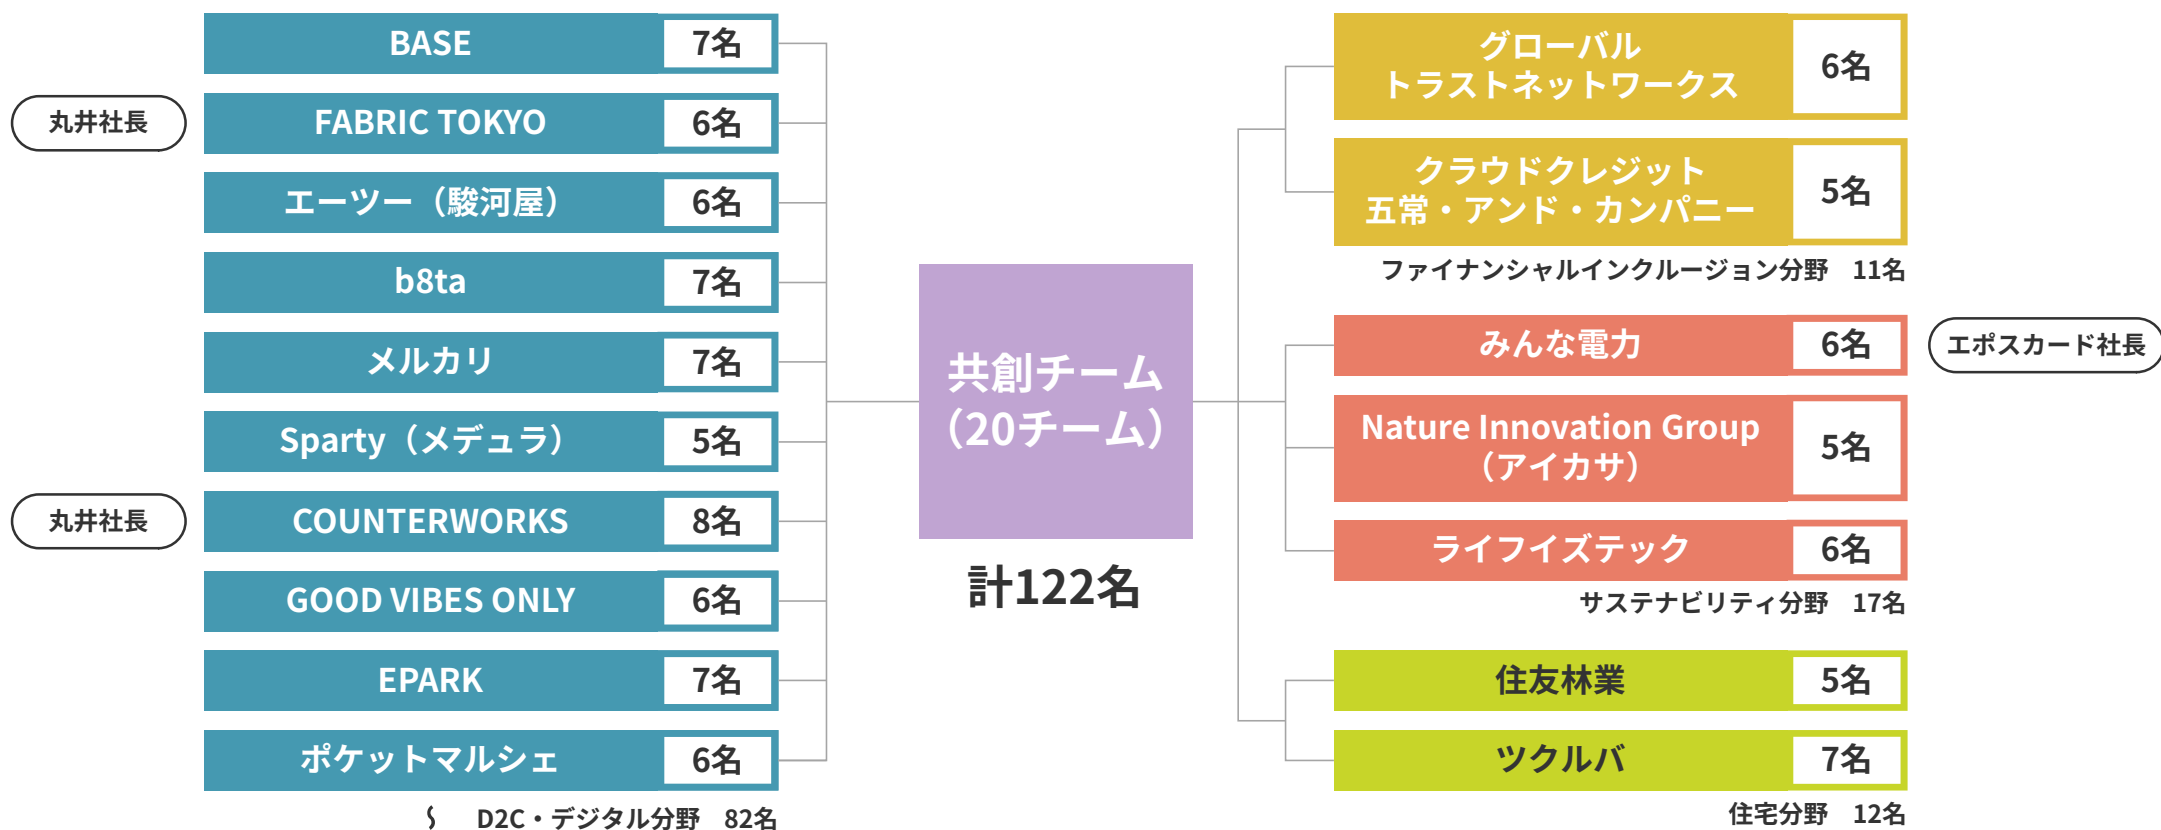 BASE 7名
丸井社長
FABRIC TOKYO 6名
エーツー（駿河屋） 6名
b8ta 7名
メルカリ 7名
Sparty（メデュラ） 5名
丸井社長
COUNTERWORKS 8名
GOOD VIBES ONLY 6名
EPARK 7名
ポケットマルシェ 6名
〜 D2C・デジタル分野 82名
共創チーム
（20チーム）
計122名
グローバル
トラストネットワークス
6名
クラウドクレジット
五常・アンド・カンパニー
5名
ファイナンシャルインクルージョン分野 11名
みんな電力 6名
エポスカード社長
Nature Innovation Group
（アイカサ）
5名
ライフイズテック 6名
サステナビリティ分野 17名
住友林業 5名
ツクルバ 7名
住宅分野 12名